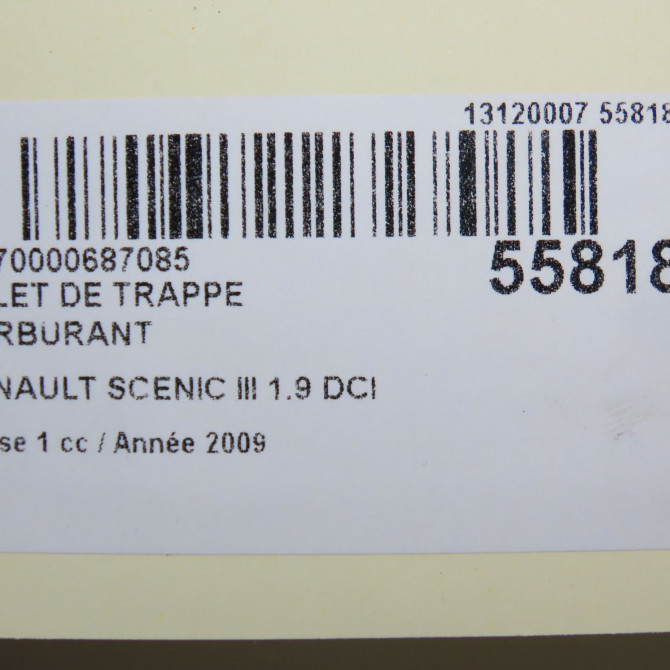 13120007 55818
70000687085
55818
LET DE TRAPPE
RBURANT
NAULT SCENIC III 1.9 DCI
se 1 cc / Année 2009